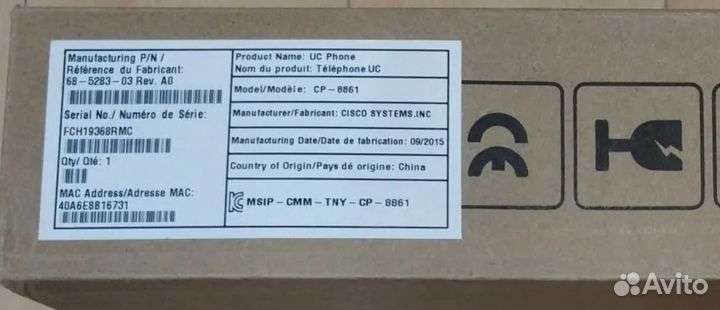 Manufacturing P/N /
Référence du Fabricant:
68-5283-03 Rev. A0
Serial No./ Numéro de Série:
FCH19368RMC
Qty/ Qté: 1
MAC Address/Adresse MAC:
40A6E8B16731
Product Name: UC Phone
Nom du produit: Téléphone UC
Model/Modèle: CP-8861
Manufacturer/Fabricant: CISCO SYSTEMS.INC
Manufacturing Date/Date de fabrication: 09/2015
Country of Origin/Pays dé origine: China
MSIP-CMM-TNY-CP-8861
CE
Avito